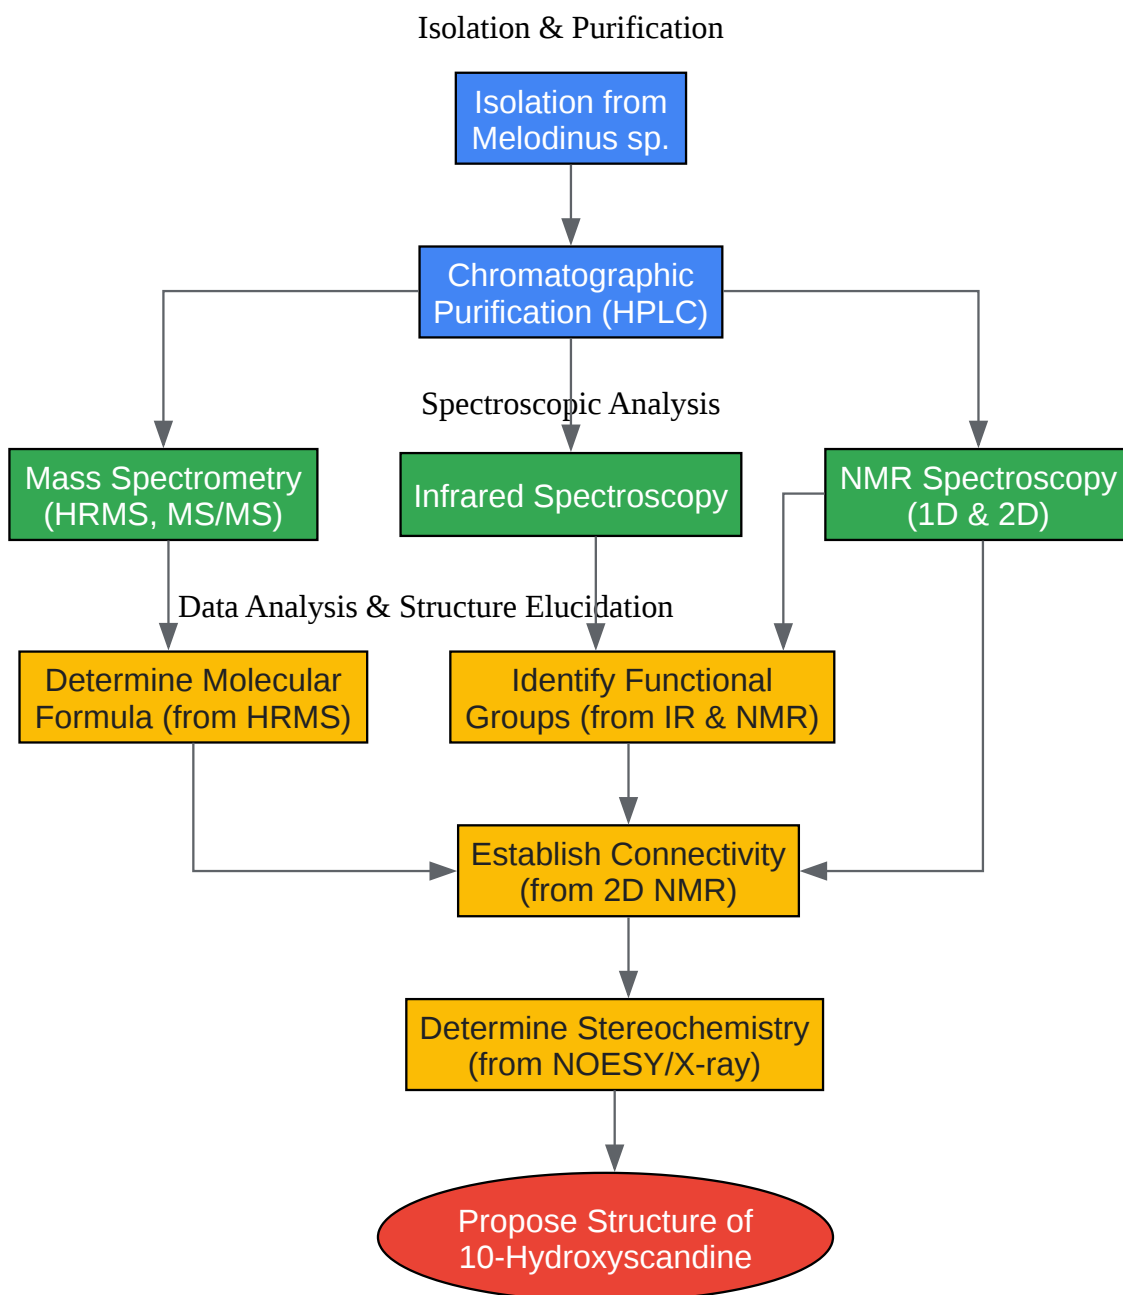 Isolation & Purification
Isolation from
Melodinus sp.
Chromatographic
Purification (HPLC)
Spectroscopic Analysis
Mass Spectrometry
(HRMS, MS/MS)
Infrared Spectroscopy
NMR Spectroscopy
(1D & 2D)
Data Analysis & Structure Elucidation
Determine Molecular
Formula (from HRMS)
Identify Functional
Groups (from IR & NMR)
Establish Connectivity
(from 2D NMR)
Determine Stereochemistry
(from NOESY/X-ray)
Propose Structure of
10-Hydroxyscandine